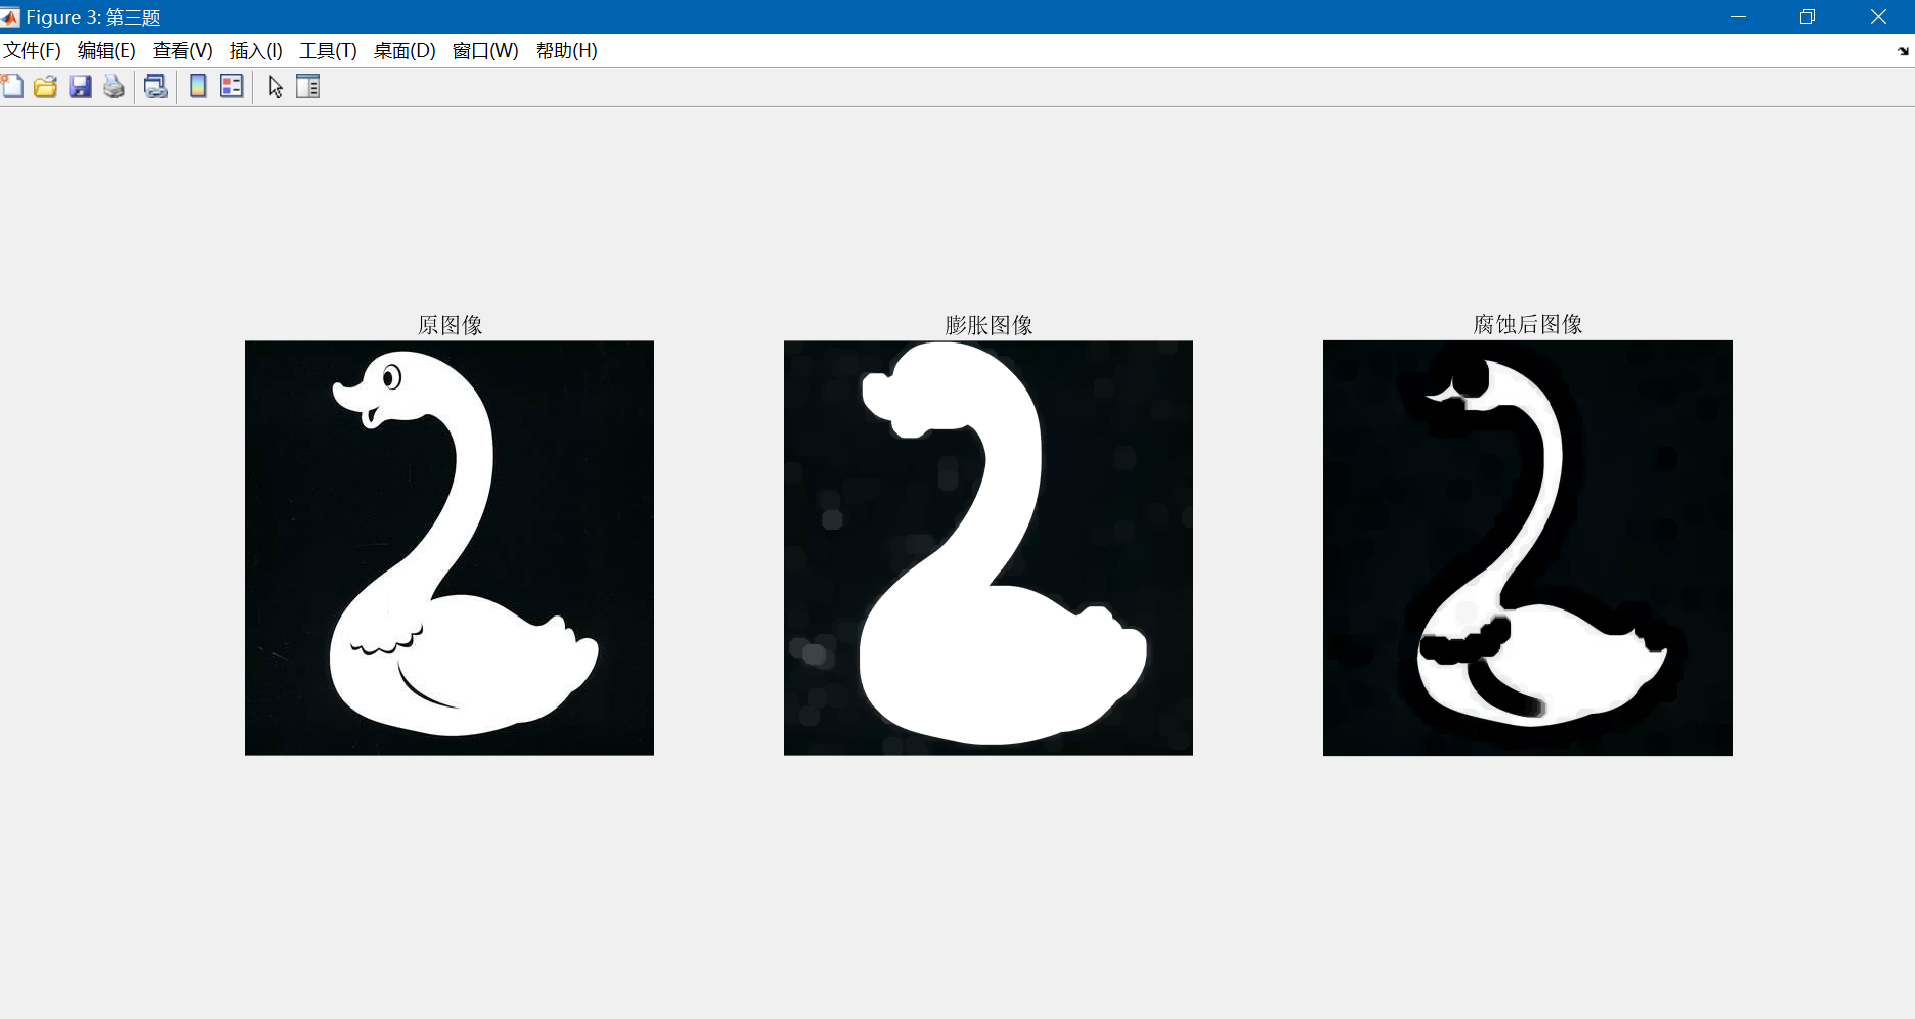 Figure 3: 第三题
文件(F) 编辑(E) 查看(V) 插入(I) 工具(T) 桌面(D) 窗口(W) 帮助(H)
原图像 膨胀图像 腐蚀后图像